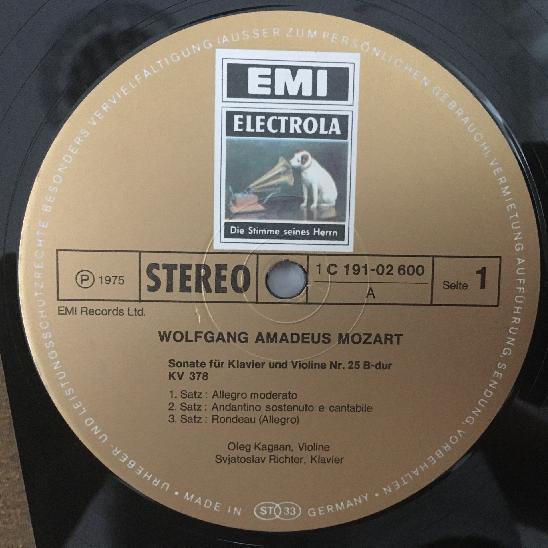 URHEBER- UND LEISTUNGSSCHUTZRECHTE, BESONDERS VERVIELFÄLTIGUNG (AUSSER ZUM PERSÖNLICHEN GEBRAUCH), VERMIETUNG, AUFFÜHRUNG, SENDUNG, VORBEHALTEN •
EMI
ELECTROLA
Die Stimme seines Herrn
Ⓟ 1975
STEREO
1 C 191-02 600
A
Seite 1
EMI Records Ltd.
WOLFGANG AMADEUS MOZART
Sonate für Klavier und Violine Nr. 25 B-dur
KV 378
1. Satz: Allegro moderato
2. Satz: Andantino sostenuto e cantabile
3. Satz: Rondeau (Allegro)
Oleg Kagaan, Violine
Svjatoslav Richter, Klavier
• MADE IN ST 33 GERMANY •